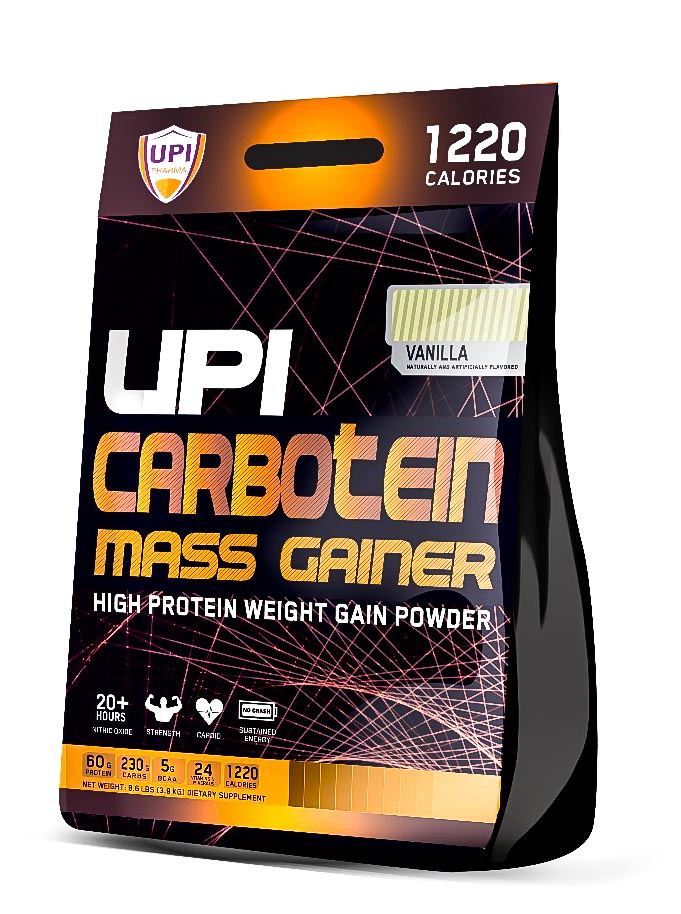 UPI
PHARMA
1220
CALORIES
VANILLA
NATURALLY AND ARTIFICIALLY FLAVORED
UPI
CARBOTEIN
MASS GAINER
HIGH PROTEIN WEIGHT GAIN POWDER
20+
HOURS
NITRIC OXIDE
STRENGTH
CARDIO
NO CRASH
SUSTAINED
ENERGY
60G
PROTEIN
230G
CARBS
5G
BCAA
24
VITAMINS &
MINERALS
1220
CALORIES
NET WEIGHT: 8.6 LBS (3.9 KG) DIETARY SUPPLEMENT